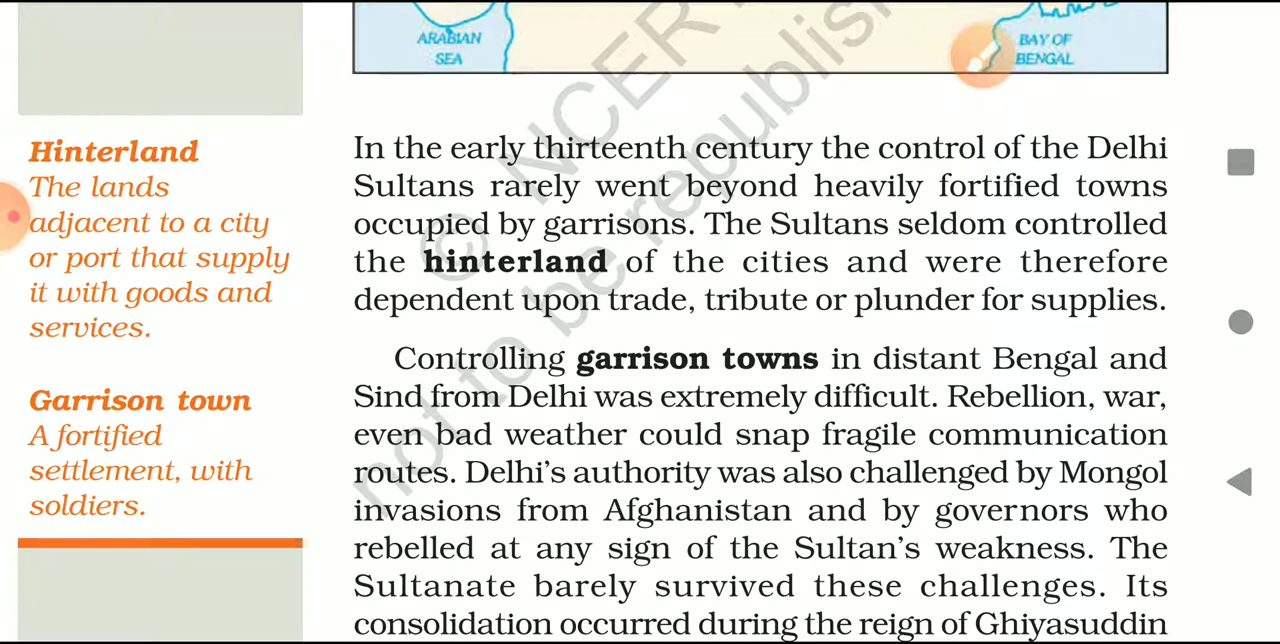 ARABIAN
SEA
BAY OF
BENGAL
© NCERT
not to be republish
Hinterland
The lands
adjacent to a city
or port that supply
it with goods and
services.
Garrison town
A fortified
settlement, with
soldiers.
In the early thirteenth century the control of the Delhi
Sultans rarely went beyond heavily fortified towns
occupied by garrisons. The Sultans seldom controlled
the hinterland of the cities and were therefore
dependent upon trade, tribute or plunder for supplies.
Controlling garrison towns in distant Bengal and
Sind from Delhi was extremely difficult. Rebellion, war,
even bad weather could snap fragile communication
routes. Delhi's authority was also challenged by Mongol
invasions from Afghanistan and by governors who
rebelled at any sign of the Sultan's weakness. The
Sultanate barely survived these challenges. Its
consolidation occurred during the reign of Ghiyasuddin